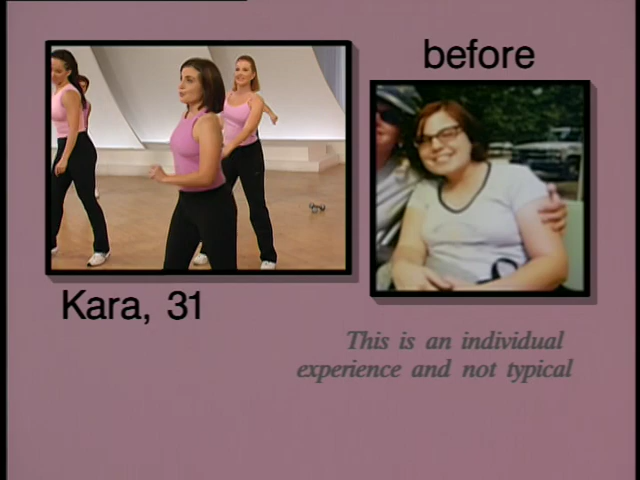 before
Kara, 31
This is an individual
experience and not typical